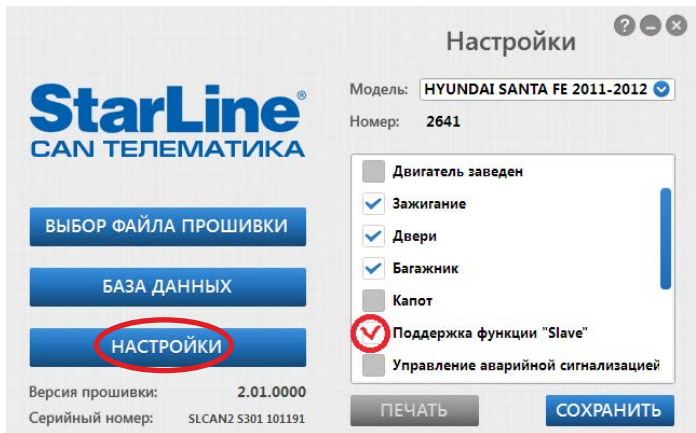 Настройки
StarLine®
CAN ТЕЛЕМАТИКА
Модель: HYUNDAI SANTA FE 2011-2012
Номер: 2641
ВЫБОР ФАЙЛА ПРОШИВКИ
БАЗА ДАННЫХ
НАСТРОЙКИ
Версия прошивки: 2.01.0000
Серийный номер: SLCAN2 S301 101191
Двигатель заведен
Зажигание
Двери
Багажник
Капот
Поддержка функции "Slave"
Управление аварийной сигнализацией
ПЕЧАТЬ
СОХРАНИТЬ